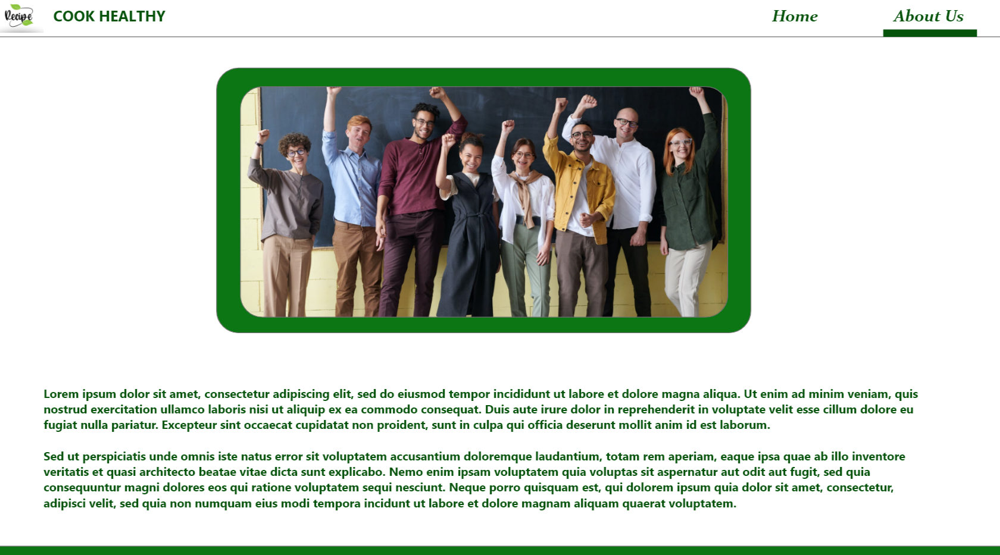 Recipe
COOK HEALTHY
Home
About Us
Lorem ipsum dolor sit amet, consectetur adipiscing elit, sed do eiusmod tempor incididunt ut labore et dolore magna aliqua. Ut enim ad minim veniam, quis
nostrud exercitation ullamco laboris nisi ut aliquip ex ea commodo consequat. Duis aute irure dolor in reprehenderit in voluptate velit esse cillum dolore eu
fugiat nulla pariatur. Excepteur sint occaecat cupidatat non proident, sunt in culpa qui officia deserunt mollit anim id est laborum.
Sed ut perspiciatis unde omnis iste natus error sit voluptatem accusantium doloremque laudantium, totam rem aperiam, eaque ipsa quae ab illo inventore
veritatis et quasi architecto beatae vitae dicta sunt explicabo. Nemo enim ipsam voluptatem quia voluptas sit aspernatur aut odit aut fugit, sed quia
consequuntur magni dolores eos qui ratione voluptatem sequi nesciunt. Neque porro quisquam est, qui dolorem ipsum quia dolor sit amet, consectetur,
adipisci velit, sed quia non numquam eius modi tempora incidunt ut labore et dolore magnam aliquam quaerat voluptatem.